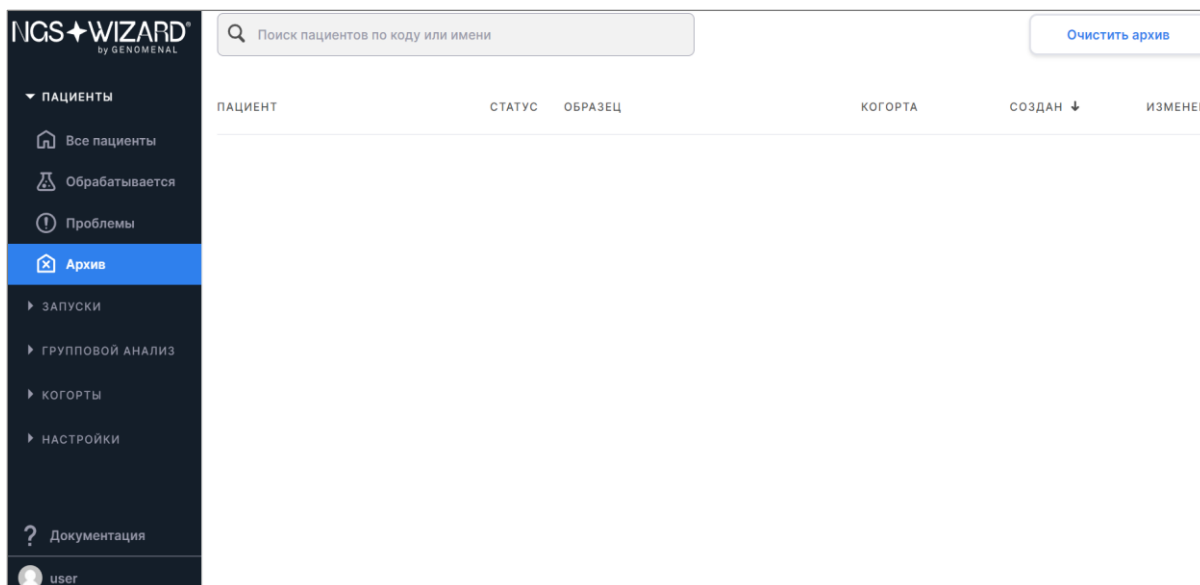 NGS✦WIZARD®
by GENOMENAL
Поиск пациентов по коду или имени
Очистить архив
ПАЦИЕНТЫ
Все пациенты
Обрабатывается
Проблемы
Архив
ЗАПУСКИ
ГРУППОВОЙ АНАЛИЗ
КОГОРТЫ
НАСТРОЙКИ
? Документация
user
ПАЦИЕНТ СТАТУС ОБРАЗЕЦ КОГОРТА СОЗДАН ↓ ИЗМЕНЕ